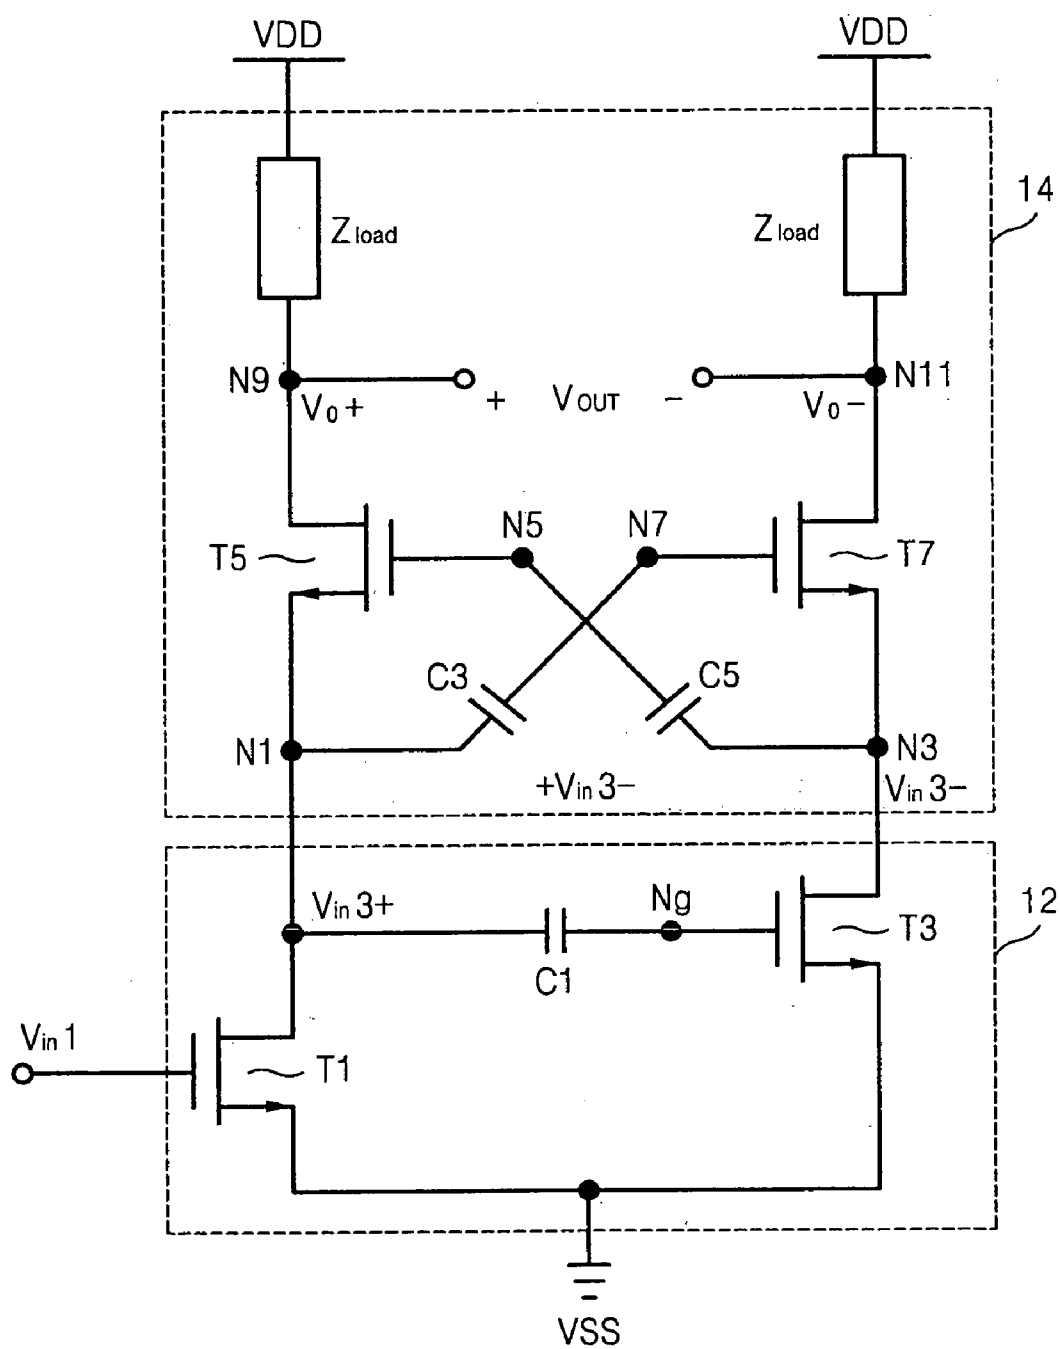 VDD VDD
14
Zload Zload
N9 N11
V0+ + VOUT - V0-
N5 N7
T5 T7
C3 C5
N1 N3
+Vin3- Vin3-
12
Vin3+ Ng T3
C1
Vin1 T1
VSS